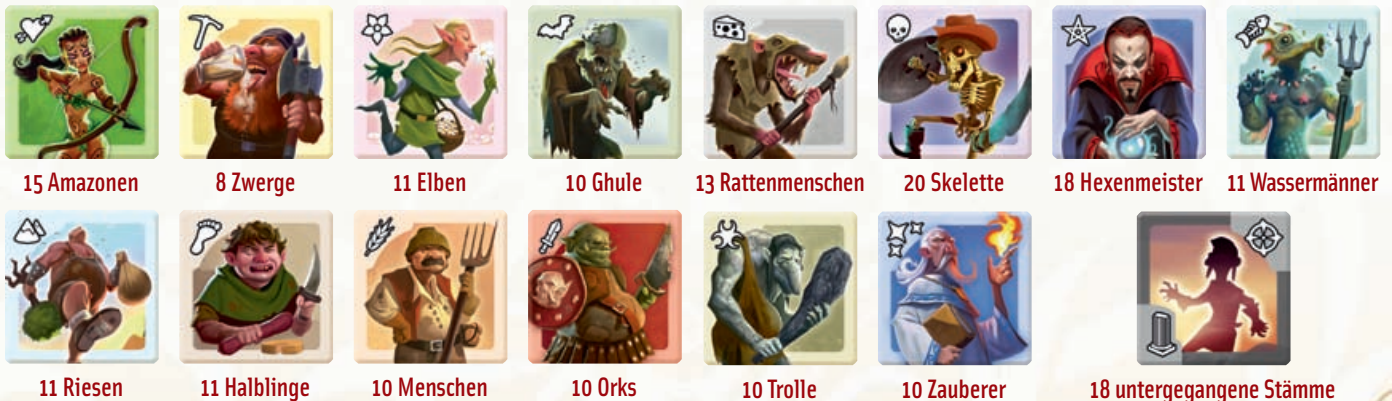 15 Amazonen
8 Zwerge
11 Elben
10 Ghule
13 Rattenmenschen
20 Skelette
18 Hexenmeister
11 Wassermänner
11 Riesen
11 Halblinge
10 Menschen
10 Orks
10 Trolle
10 Zauberer
18 untergegangene Stämme